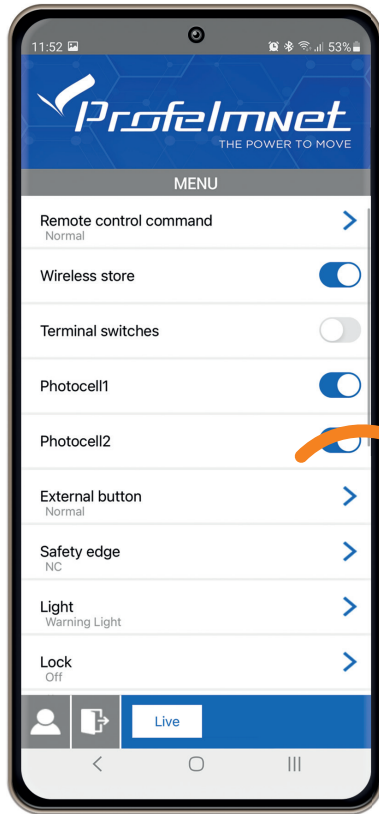 11:52 53%
Profelmnet
THE POWER TO MOVE
MENU
Remote control command
Normal
Wireless store
Terminal switches
Photocell1
Photocell2
External button
Normal
Safety edge
NC
Light
Warning Light
Lock
Off
Live